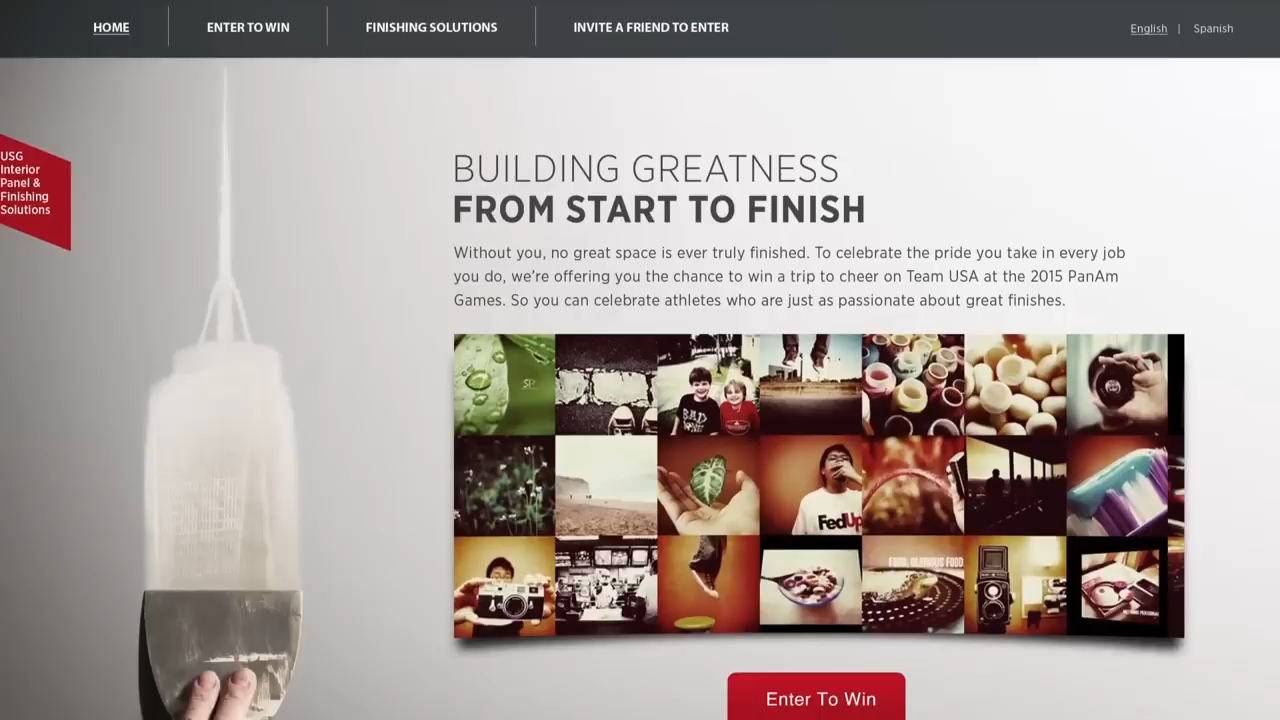 HOME
ENTER TO WIN
FINISHING SOLUTIONS
INVITE A FRIEND TO ENTER
English | Spanish
USG
Interior
Panel &
Finishing
Solutions
BUILDING GREATNESS
FROM START TO FINISH
Without you, no great space is ever truly finished. To celebrate the pride you take in every job
you do, we're offering you the chance to win a trip to cheer on Team USA at the 2015 PanAm
Games. So you can celebrate athletes who are just as passionate about great finishes.
SP
BAD
FedUp
FOOD, GLORIOUS FOOD
Enter To Win